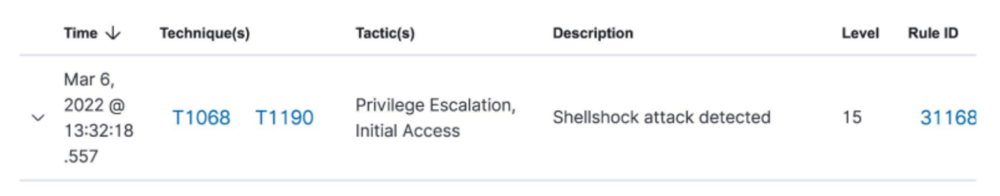 Time ↓ Technique(s) Tactic(s) Description Level Rule ID
Mar 6,
2022 @
13:32:18
.557
T1068 T1190
Privilege Escalation,
Initial Access
Shellshock attack detected
15
31168